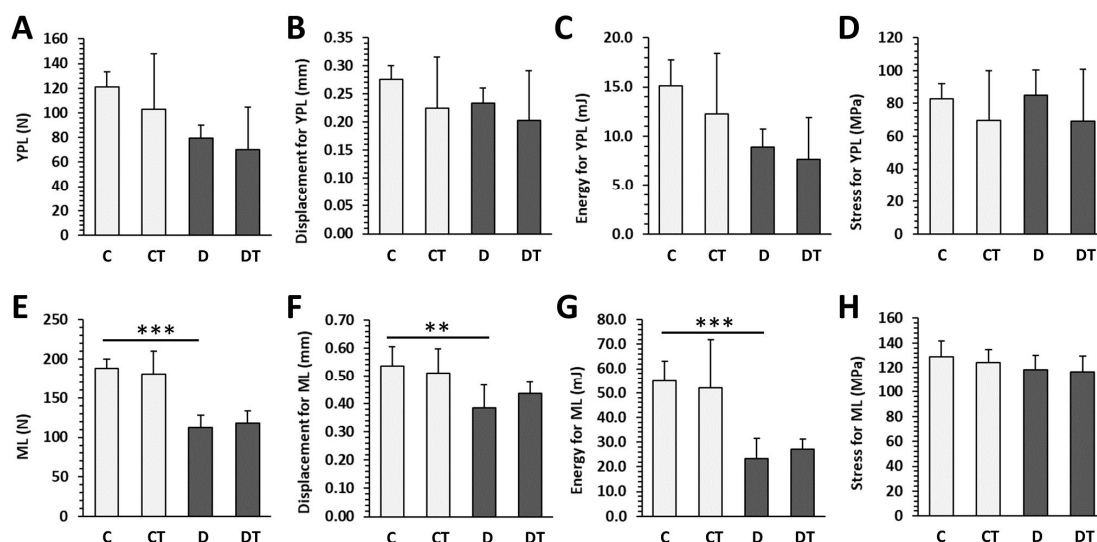 A
YPL (N)
160
140
120
100
80
60
40
20
0
C CT D DT
B
Displacement for YPL (mm)
0.35
0.30
0.25
0.20
0.15
0.10
0.05
0.00
C CT D DT
C
Energy for YPL (mJ)
20.0
15.0
10.0
5.0
0.0
C CT D DT
D
Stress for YPL (MPa)
120
100
80
60
40
20
0
C CT D DT
E
ML (N)
250
200
150
100
50
0
***
C CT D DT
F
Displacement for ML (mm)
0.70
0.60
0.50
0.40
0.30
0.20
0.10
0.00
**
C CT D DT
G
Energy for ML (mJ)
80.0
70.0
60.0
50.0
40.0
30.0
20.0
10.0
0.0
***
C CT D DT
H
Stress for ML (MPa)
160
140
120
100
80
60
40
20
0
C CT D DT